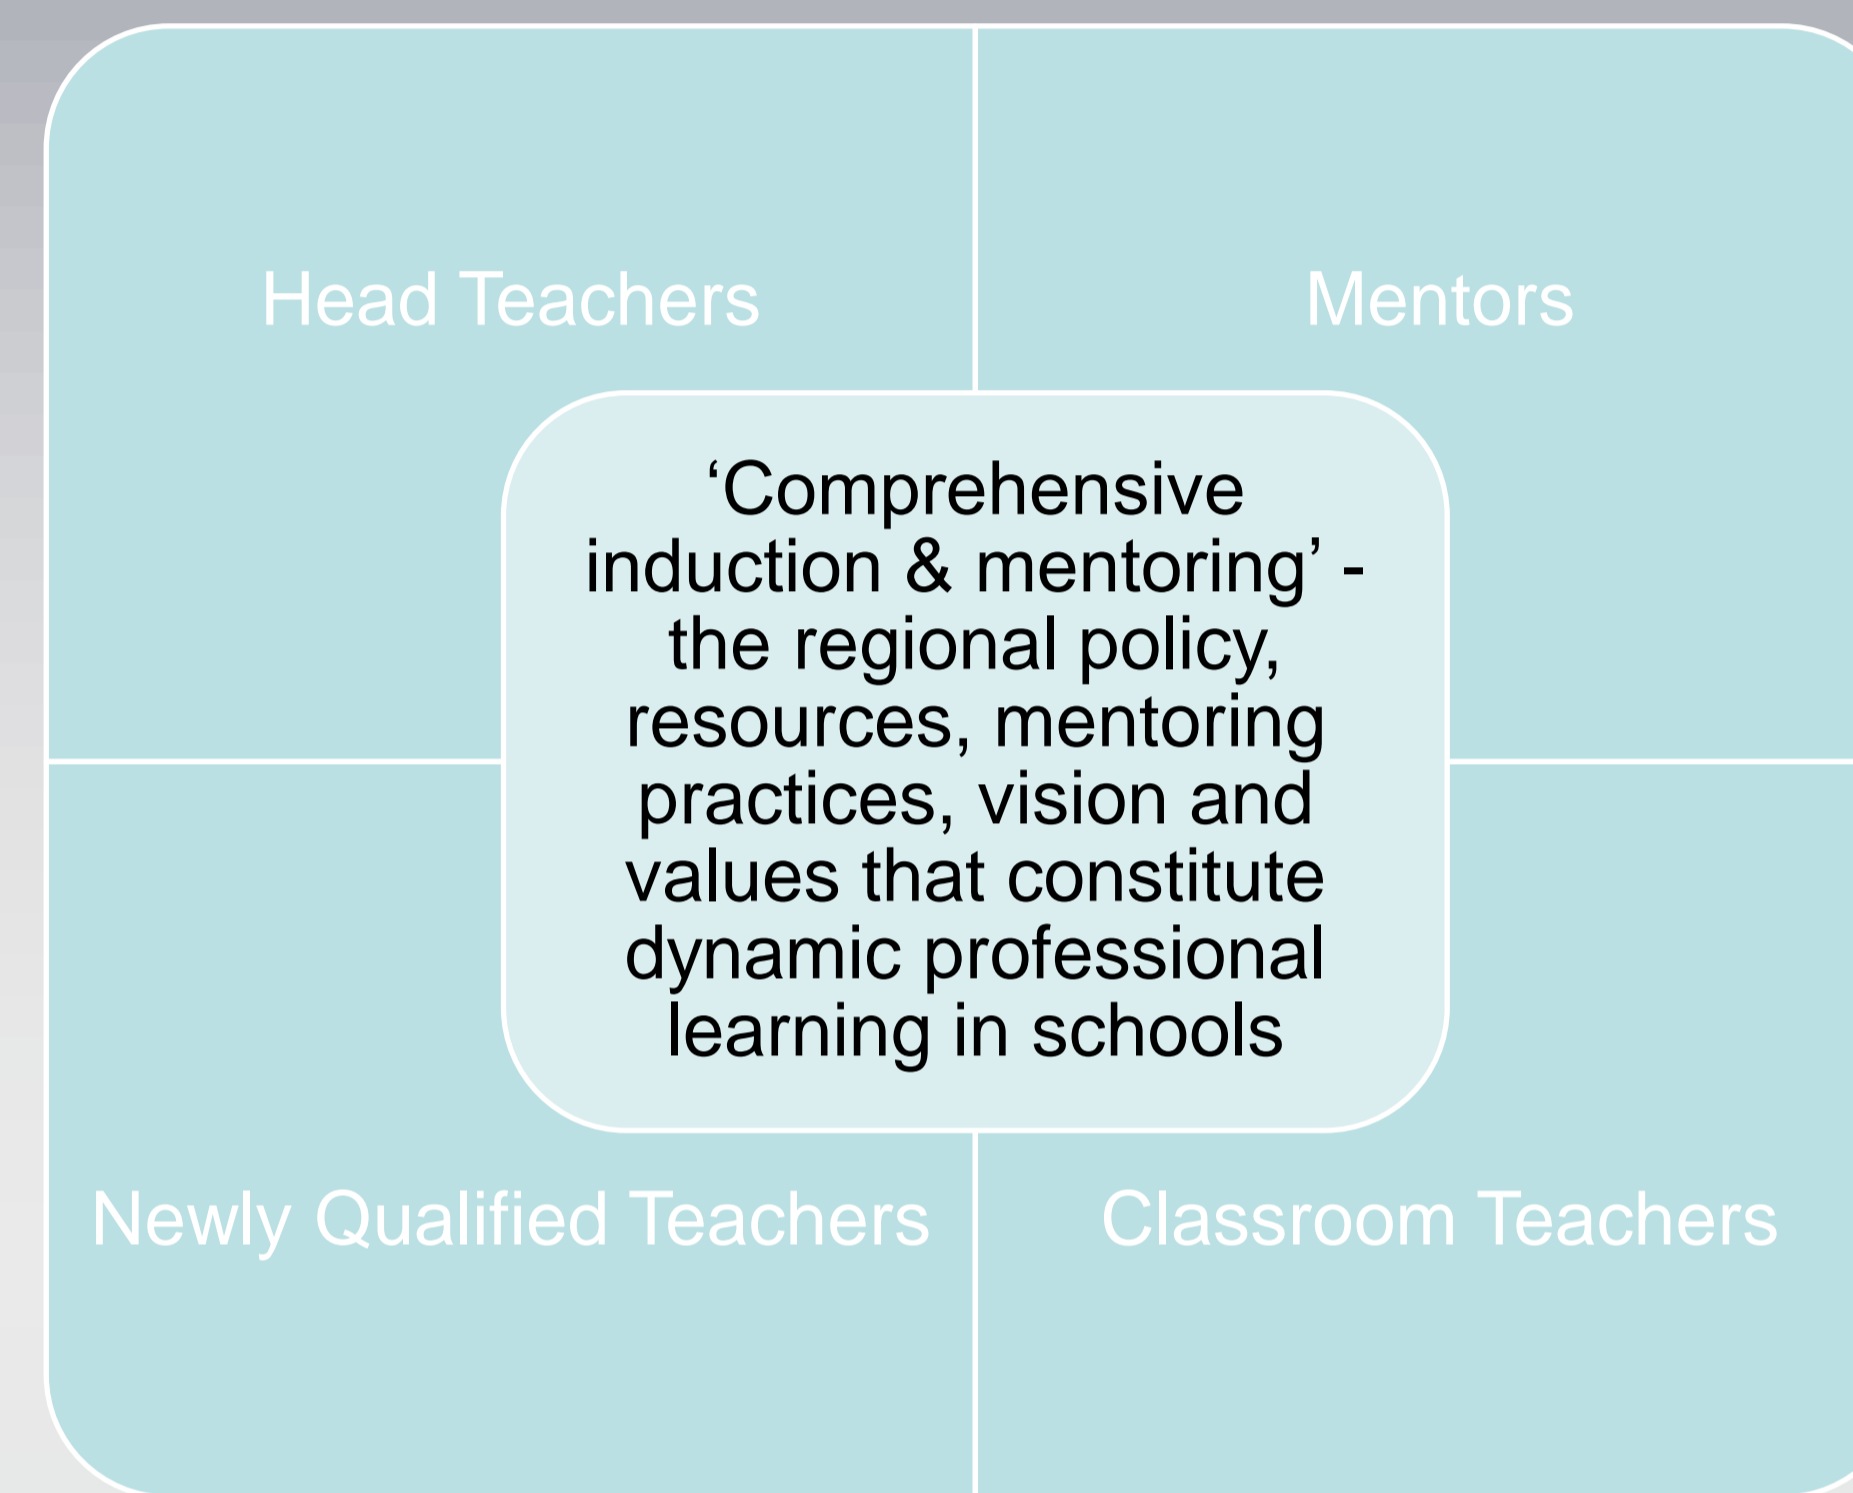 Head Teachers
Mentors
‘Comprehensive
induction & mentoring’ -
the regional policy,
resources, mentoring
practices, vision and
values that constitute
dynamic professional
learning in schools
Newly Qualified Teachers
Classroom Teachers